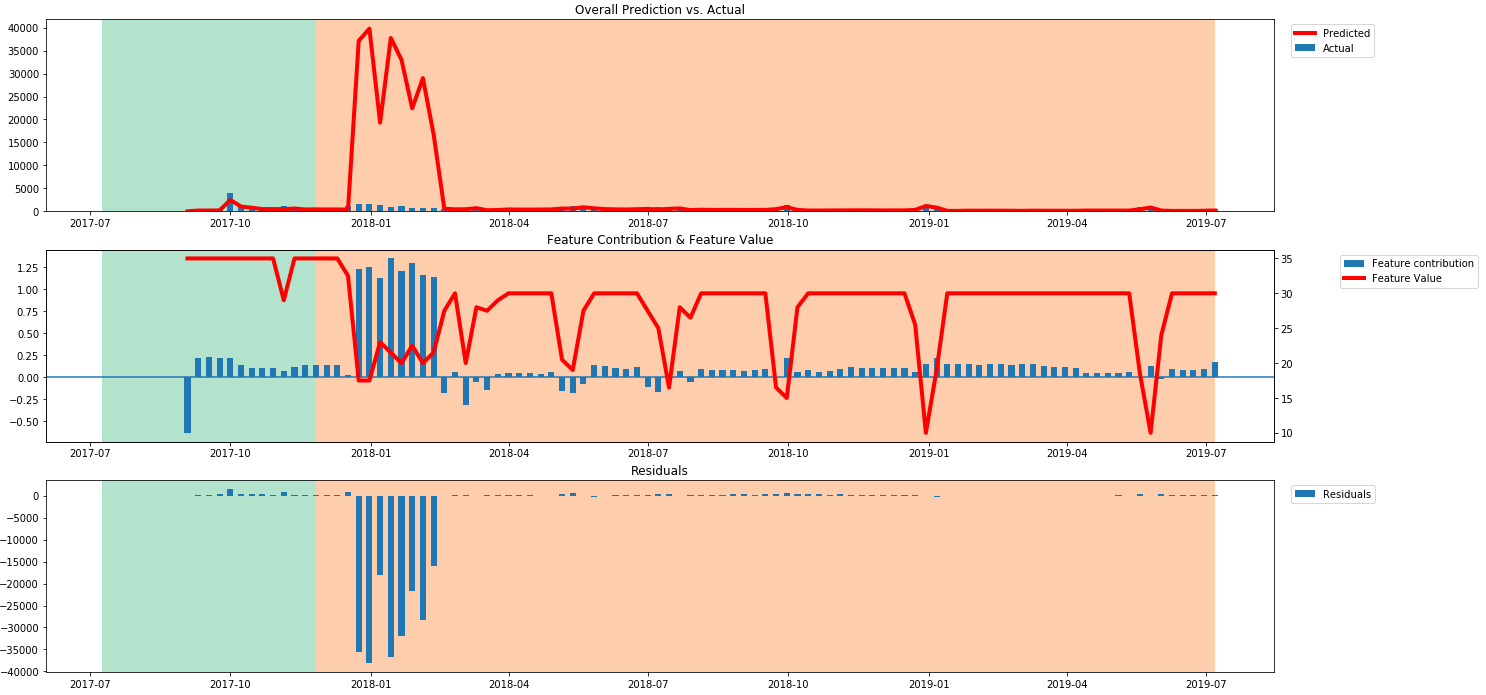 Overall Prediction vs. Actual
40000
35000
30000
25000
20000
15000
10000
5000
0
2017-07 2017-10 2018-01 2018-04 2018-07 2018-10 2019-01 2019-04 2019-07
Predicted
Actual
Feature Contribution & Feature Value
1.25
1.00
0.75
0.50
0.25
0.00
−0.25
−0.50
35
30
25
20
15
10
2017-07 2017-10 2018-01 2018-04 2018-07 2018-10 2019-01 2019-04 2019-07
Feature contribution
Feature Value
Residuals
0
−5000
−10000
−15000
−20000
−25000
−30000
−35000
−40000
2017-07 2017-10 2018-01 2018-04 2018-07 2018-10 2019-01 2019-04 2019-07
Residuals